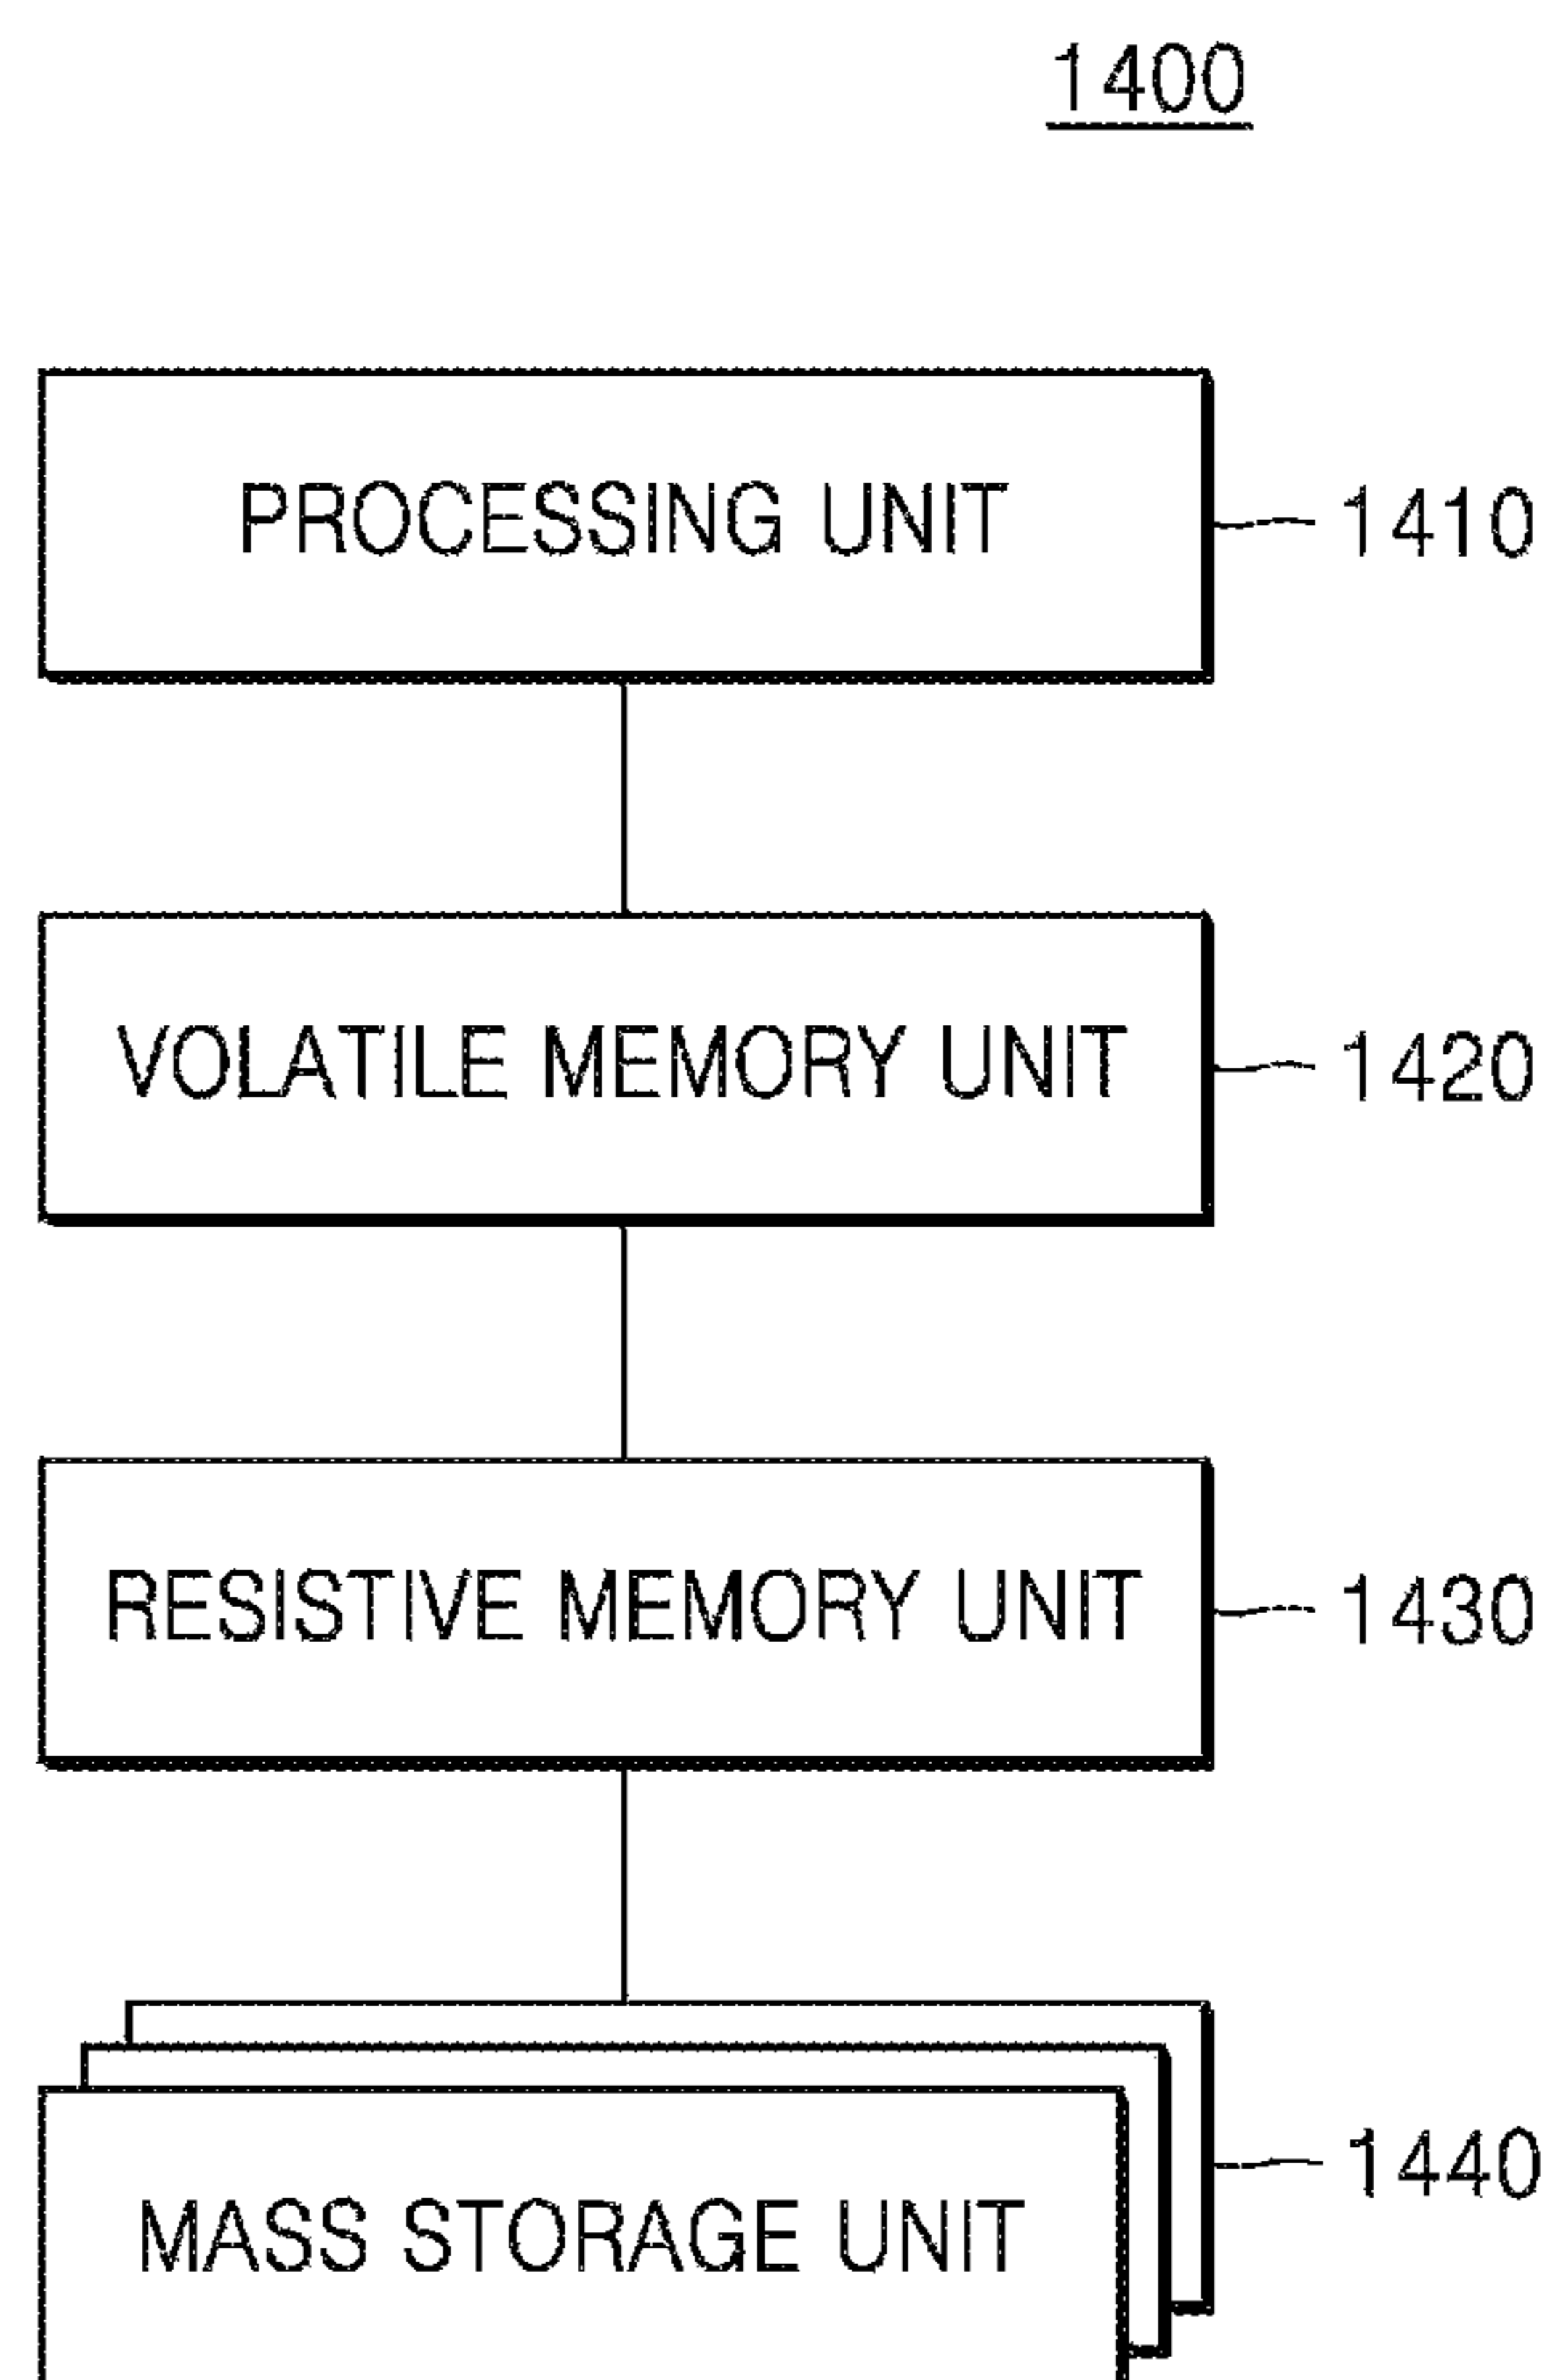 1400
PROCESSING UNIT 1410
VOLATILE MEMORY UNIT 1420
RESISTIVE MEMORY UNIT 1430
1440
MASS STORAGE UNIT